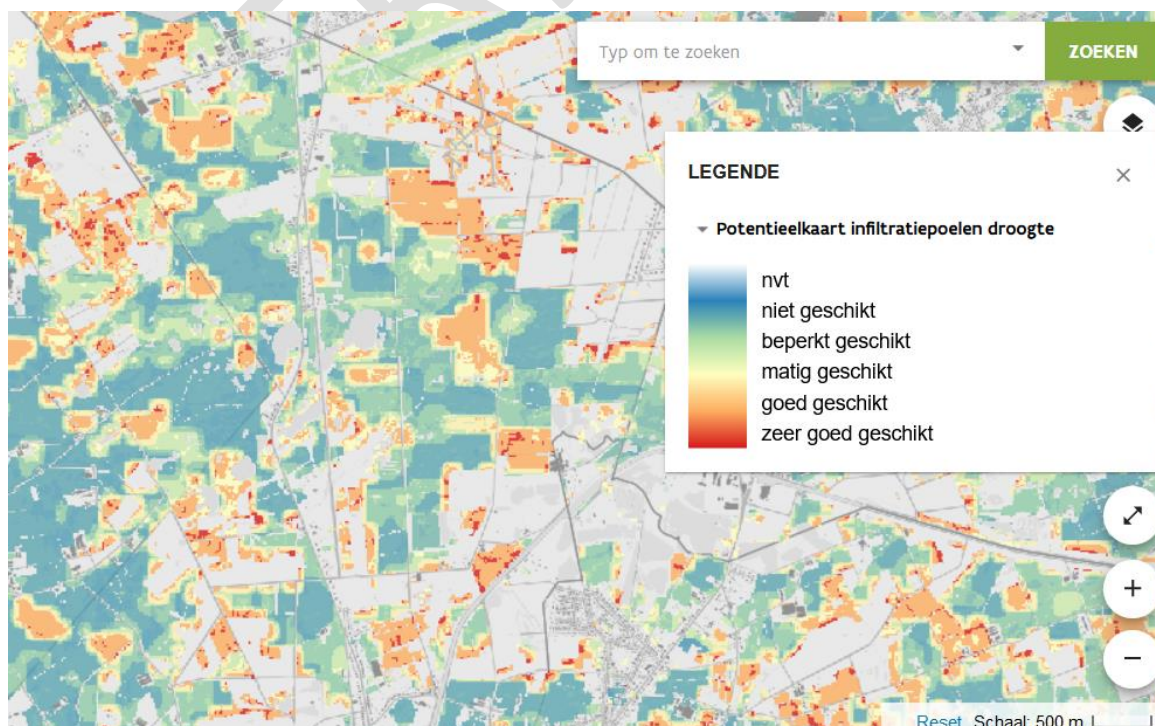 Typ om te zoeken
ZOEKEN
LEGENDE
Potentieelkaart infiltratiepoelen droogte
nvt
niet geschikt
beperkt geschikt
matig geschikt
goed geschikt
zeer goed geschikt
Reset Schaal: 500 m